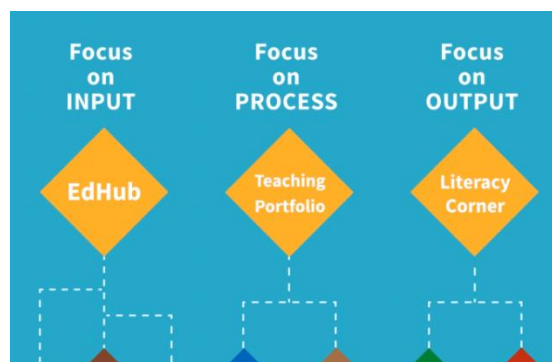 Focus
on
INPUT
EdHub
Focus
on
PROCESS
Teaching
Portfolio
Focus
on
OUTPUT
Literacy
Corner